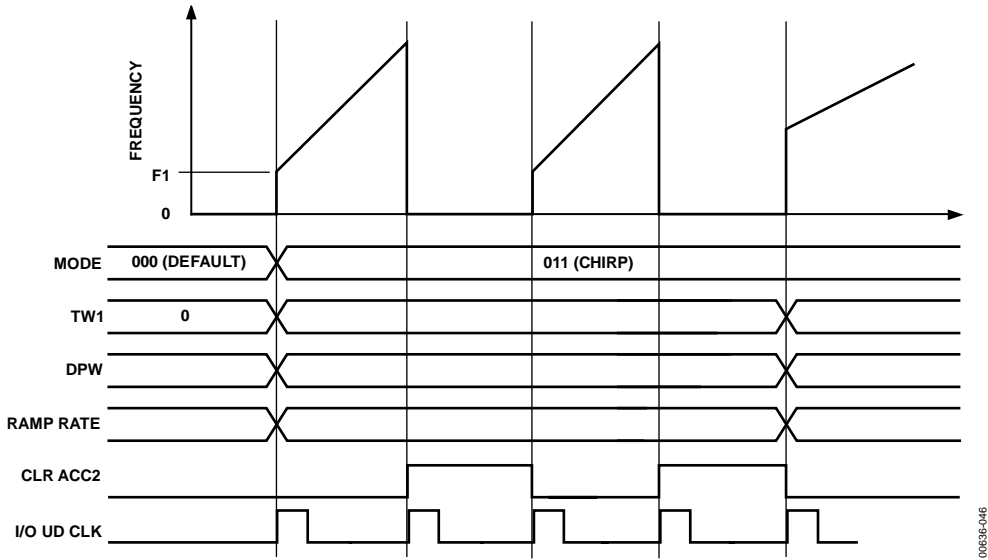 FREQUENCY
F1
0
MODE
000 (DEFAULT)
011 (CHIRP)
TW1
0
DPW
RAMP RATE
CLR ACC2
I/O UD CLK
00636-046